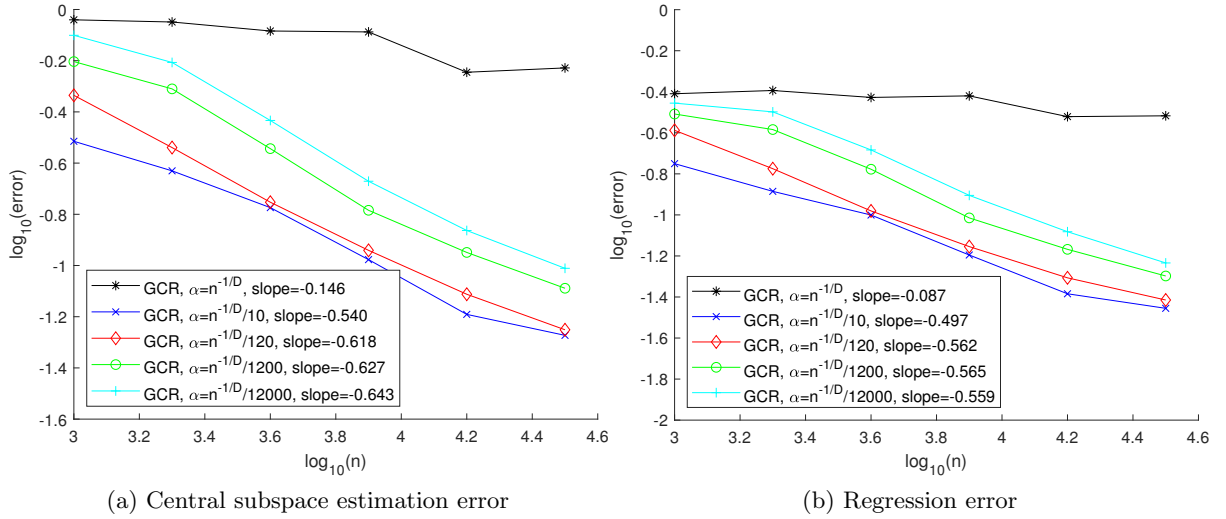 0
-0.2
-0.4
-0.6
-0.8
-1
-1.2
-1.4
-1.6
log10(error)
GCR, α=n^-1/D, slope=-0.146
GCR, α=n^-1/D/10, slope=-0.540
GCR, α=n^-1/D/120, slope=-0.618
GCR, α=n^-1/D/1200, slope=-0.627
GCR, α=n^-1/D/12000, slope=-0.643
3 3.2 3.4 3.6 3.8 4 4.2 4.4 4.6
log10(n)
(a) Central subspace estimation error
0
-0.2
-0.4
-0.6
-0.8
-1
-1.2
-1.4
-1.6
-1.8
-2
log10(error)
GCR, α=n^-1/D, slope=-0.087
GCR, α=n^-1/D/10, slope=-0.497
GCR, α=n^-1/D/120, slope=-0.562
GCR, α=n^-1/D/1200, slope=-0.565
GCR, α=n^-1/D/12000, slope=-0.559
3 3.2 3.4 3.6 3.8 4 4.2 4.4 4.6
log10(n)
(b) Regression error